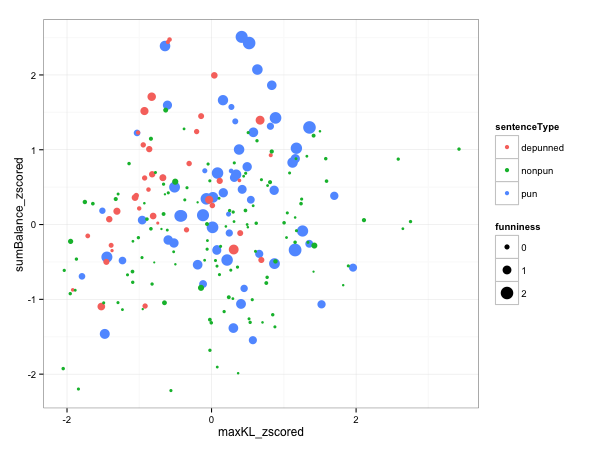 sumBalance_zscored
2
1
0
-1
-2
-2
0
2
maxKL_zscored
sentenceType
depunned
nonpun
pun
funniness
0
1
2